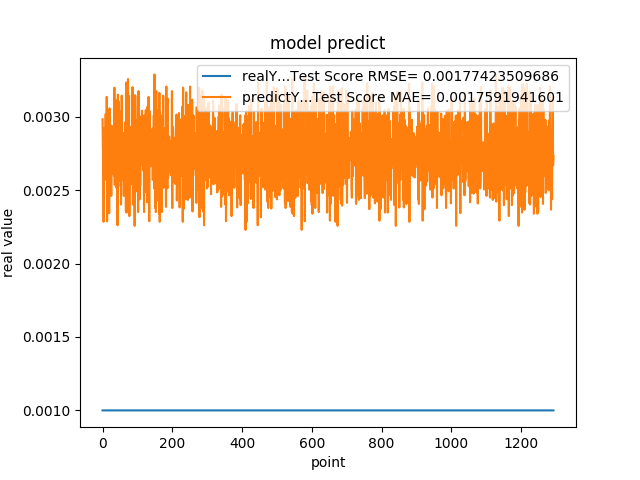 model predict
realY...Test Score RMSE= 0.00177423509686
predictY...Test Score MAE= 0.0017591941601
0.0030
0.0025
0.0020
0.0015
0.0010
real value
0 200 400 600 800 1000 1200
point